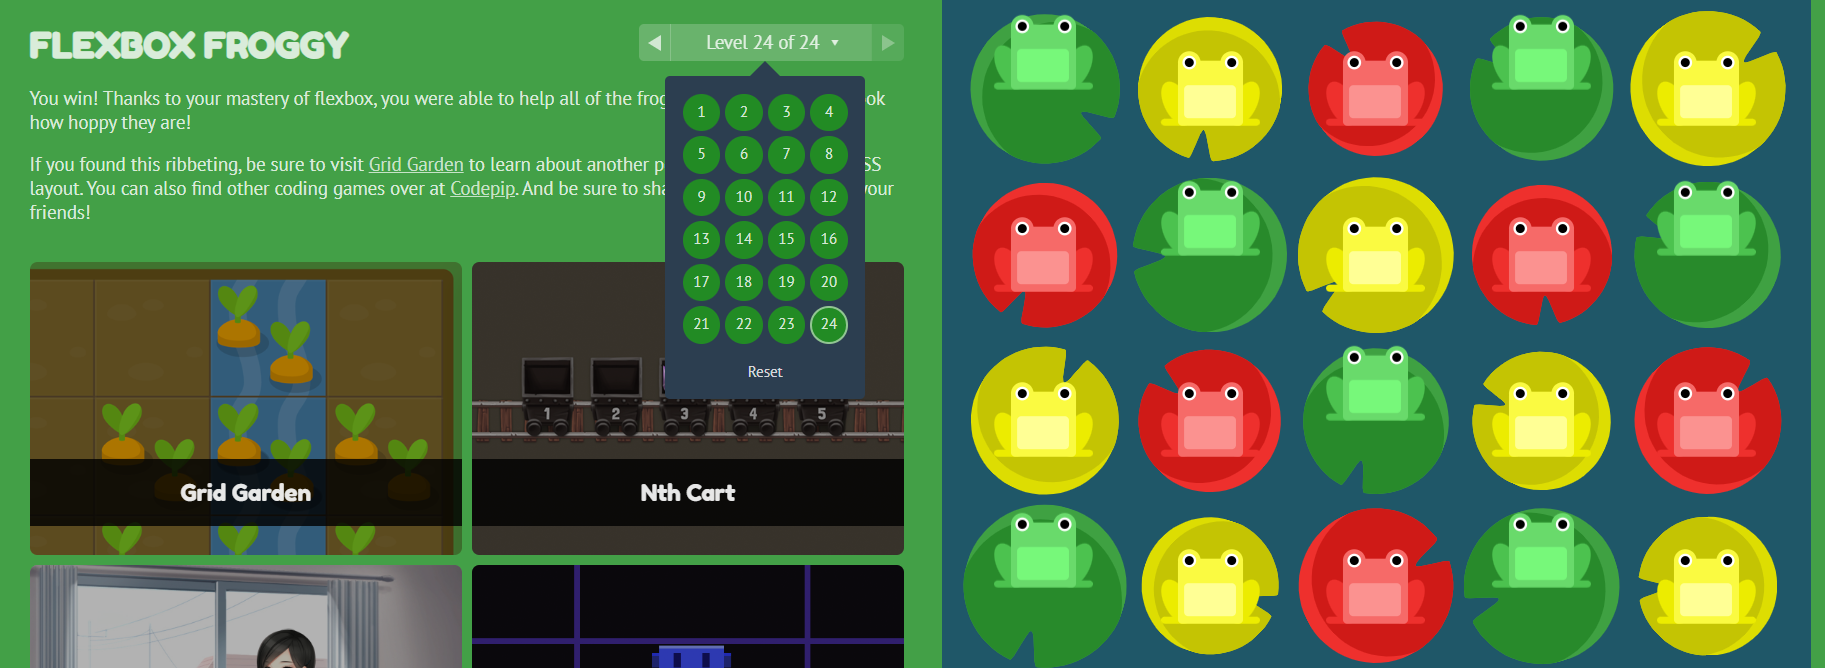 FLEXBOX FROGGY
Level 24 of 24
You win! Thanks to your mastery of flexbox, you were able to help all of the
how hoppy they are!
If you found this ribbeting, be sure to visit Grid Garden to learn about another
layout. You can also find other coding games over at Codepip. And be sure to your
friends!
1 2 3 4
5 6 7 8
9 10 11 12
13 14 15 16
17 18 19 20
21 22 23 24
Reset
1 2 3 4 5
Grid Garden
Nth Cart